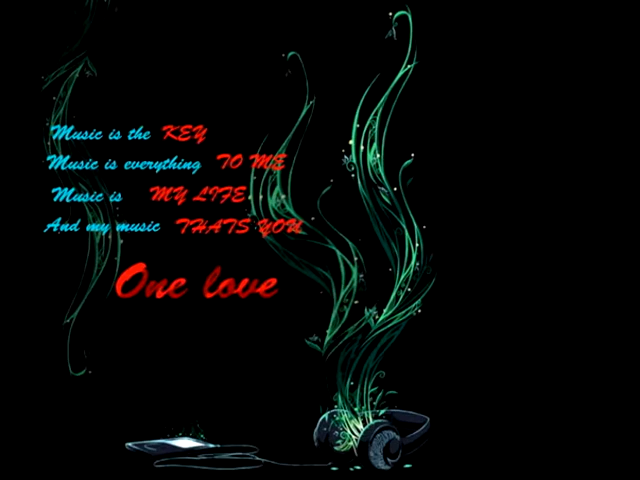 Music is the KEY
Music is everything TO ME
Music is MY LIFE
And my music THATS YOU
One love